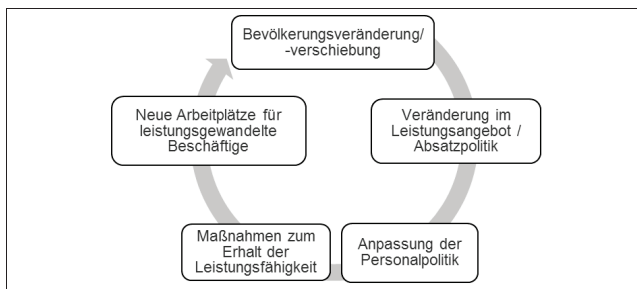 Bevölkerungsveränderung/
-verschiebung
Veränderung im
Leistungsangebot /
Absatzpolitik
Anpassung der
Personalpolitik
Maßnahmen zum
Erhalt der
Leistungsfähigkeit
Neue Arbeitplätze für
leistungsgewandelte
Beschäftige